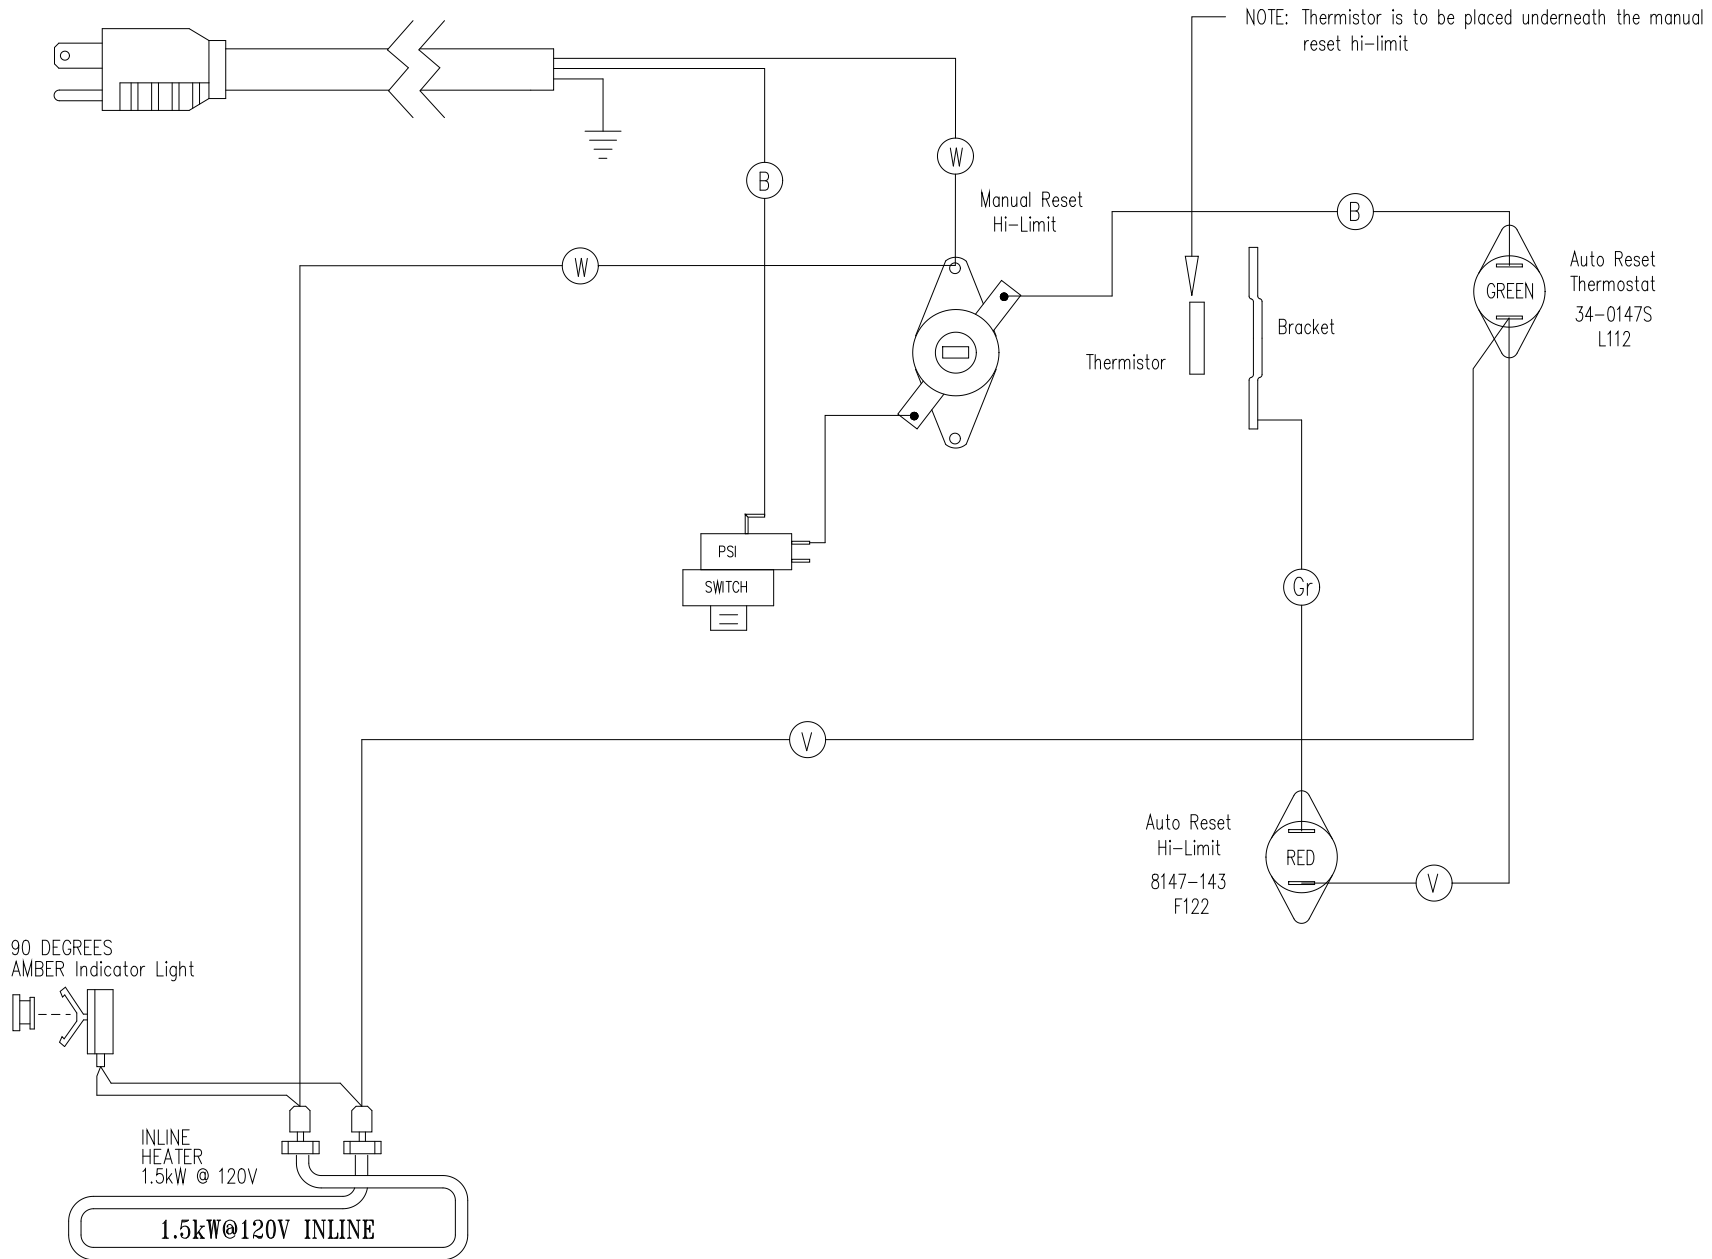 NOTE: Thermistor is to be placed underneath the manual
reset hi-limit
W
B
Manual Reset
Hi-Limit
B
W
Auto Reset
Thermostat
34-0147S
L112
GREEN
Bracket
Thermistor
PSI
SWITCH
Gr
V
Auto Reset
Hi-Limit
8147-143
F122
RED
V
90 DEGREES
AMBER Indicator Light
INLINE
HEATER
1.5kW @ 120V
1.5kW@120V INLINE